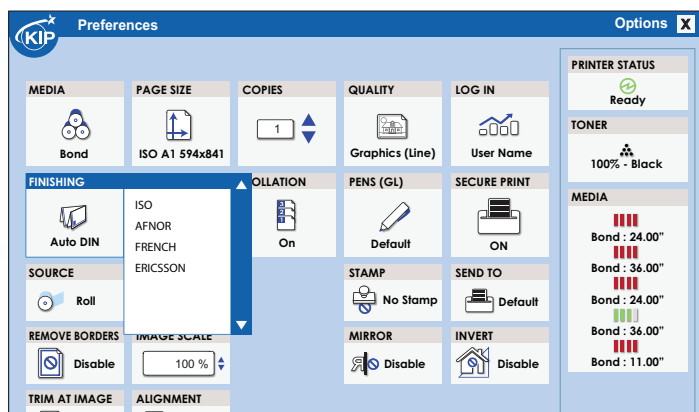 KIP
Preferences
Options X
MEDIA
Bond
PAGE SIZE
ISO A1 594x841
COPIES
1
QUALITY
Graphics (Line)
LOG IN
User Name
PRINTER STATUS
Ready
TONER
100% - Black
FINISHING
Auto DIN
ISO
AFNOR
FRENCH
ERICSSON
OLLATION
3
2
1
On
PENS (GL)
Default
SECURE PRINT
ON
MEDIA
Bond : 24.00”
Bond : 36.00”
Bond : 24.00”
Bond : 36.00”
Bond : 11.00”
SOURCE
Roll
STAMP
No Stamp
SEND TO
Default
REMOVE BORDERS
Disable
IMAGE SCALE
100 %
MIRROR
R
Disable
INVERT
Disable
TRIM AT IMAGE
ALIGNMENT